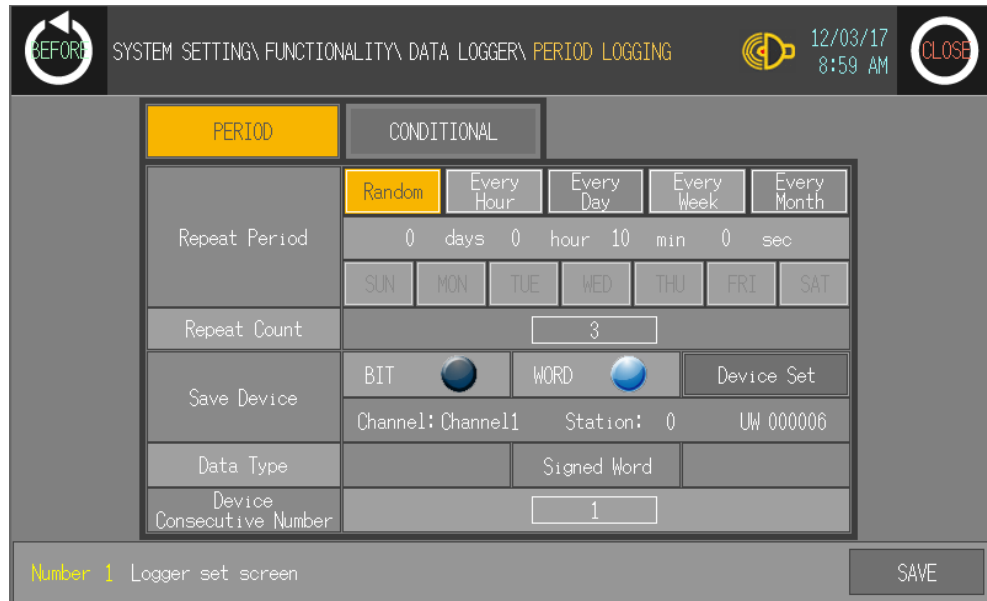 BEFORE SYSTEM SETTING\ FUNCTIONALITY\ DATA LOGGER\ PERIOD LOGGING 12/03/17 8:59 AM CLOSE
PERIOD CONDITIONAL
Repeat Period
Random Every Hour Every Day Every Week Every Month
0 days 0 hour 10 min 0 sec
SUN MON TUE WED THU FRI SAT
Repeat Count 3
Save Device
BIT WORD Device Set
Channel: Channel1 Station: 0 UW 000006
Data Type Signed Word
Device Consecutive Number 1
Number 1 Logger set screen SAVE